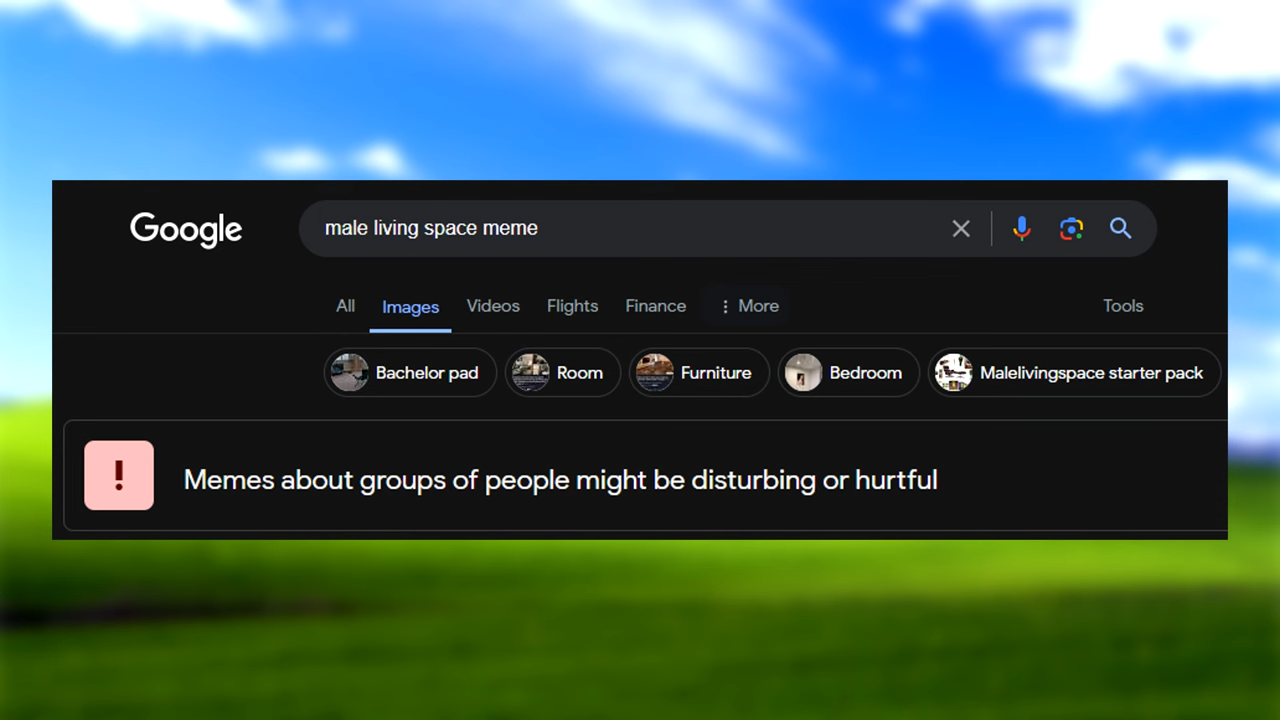 Google
male living space meme
All Images Videos Flights Finance More Tools
Bachelor pad Room Furniture Bedroom Malelivingspace starter pack
! Memes about groups of people might be disturbing or hurtful